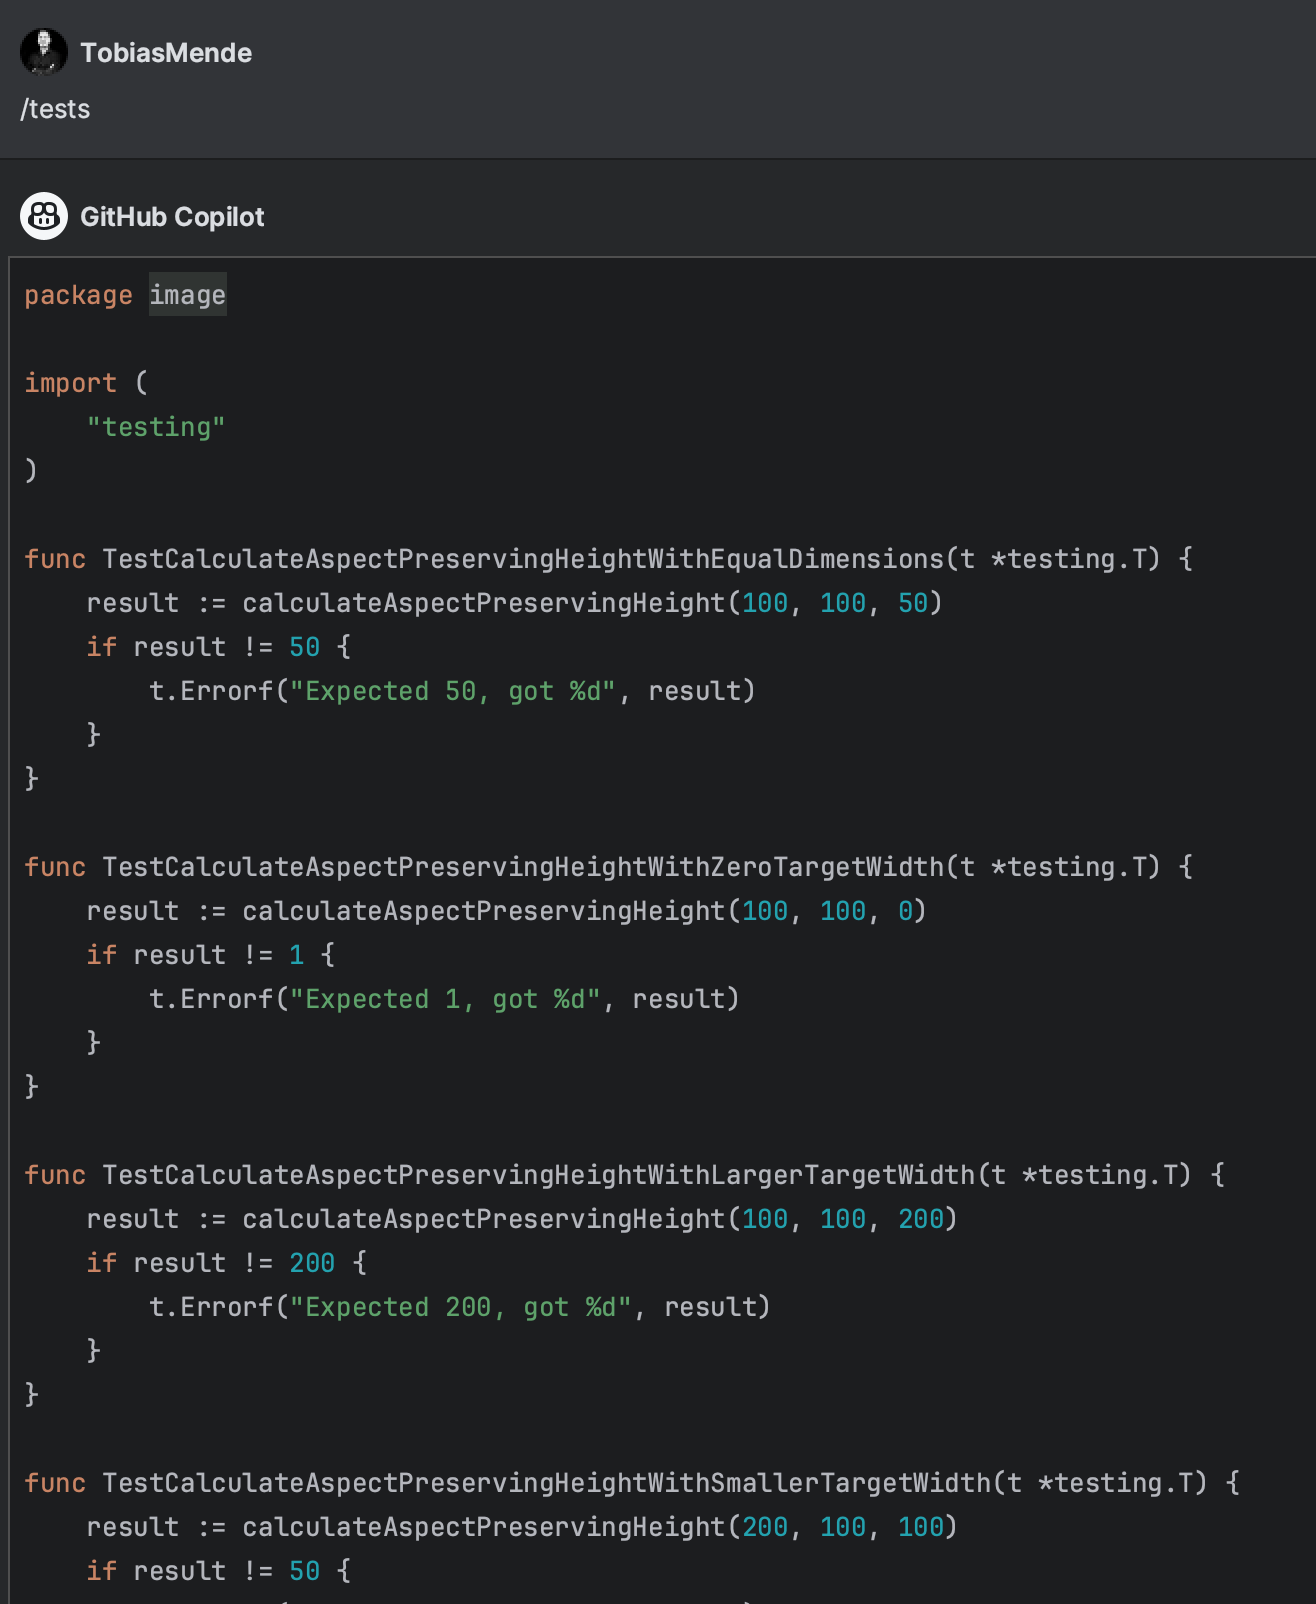 TobiasMende
/tests
GitHub Copilot
package image
import (
    "testing"
)
func TestCalculateAspectPreservingHeightWithEqualDimensions(t *testing.T) {
    result := calculateAspectPreservingHeight(100, 100, 50)
    if result != 50 {
        t.Errorf("Expected 50, got %d", result)
    }
}
func TestCalculateAspectPreservingHeightWithZeroTargetWidth(t *testing.T) {
    result := calculateAspectPreservingHeight(100, 100, 0)
    if result != 1 {
        t.Errorf("Expected 1, got %d", result)
    }
}
func TestCalculateAspectPreservingHeightWithLargerTargetWidth(t *testing.T) {
    result := calculateAspectPreservingHeight(100, 100, 200)
    if result != 200 {
        t.Errorf("Expected 200, got %d", result)
    }
}
func TestCalculateAspectPreservingHeightWithSmallerTargetWidth(t *testing.T) {
    result := calculateAspectPreservingHeight(200, 100, 100)
    if result != 50 {